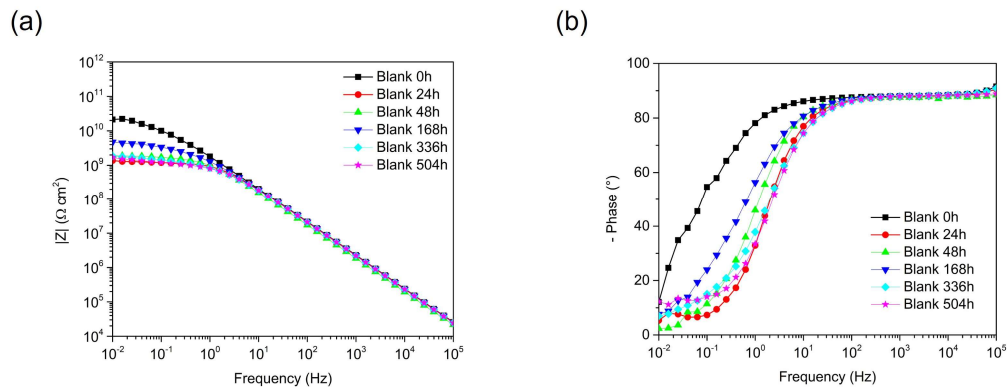 (a)
10^12
10^11
10^10
10^9
10^8
10^7
10^6
10^5
10^4
|Z| (Ω cm²)
Blank 0h
Blank 24h
Blank 48h
Blank 168h
Blank 336h
Blank 504h
10^-2 10^-1 10^0 10^1 10^2 10^3 10^4 10^5
Frequency (Hz)
(b)
100
80
60
40
20
0
- Phase (°)
Blank 0h
Blank 24h
Blank 48h
Blank 168h
Blank 336h
Blank 504h
10^-2 10^-1 10^0 10^1 10^2 10^3 10^4 10^5
Frequency (Hz)